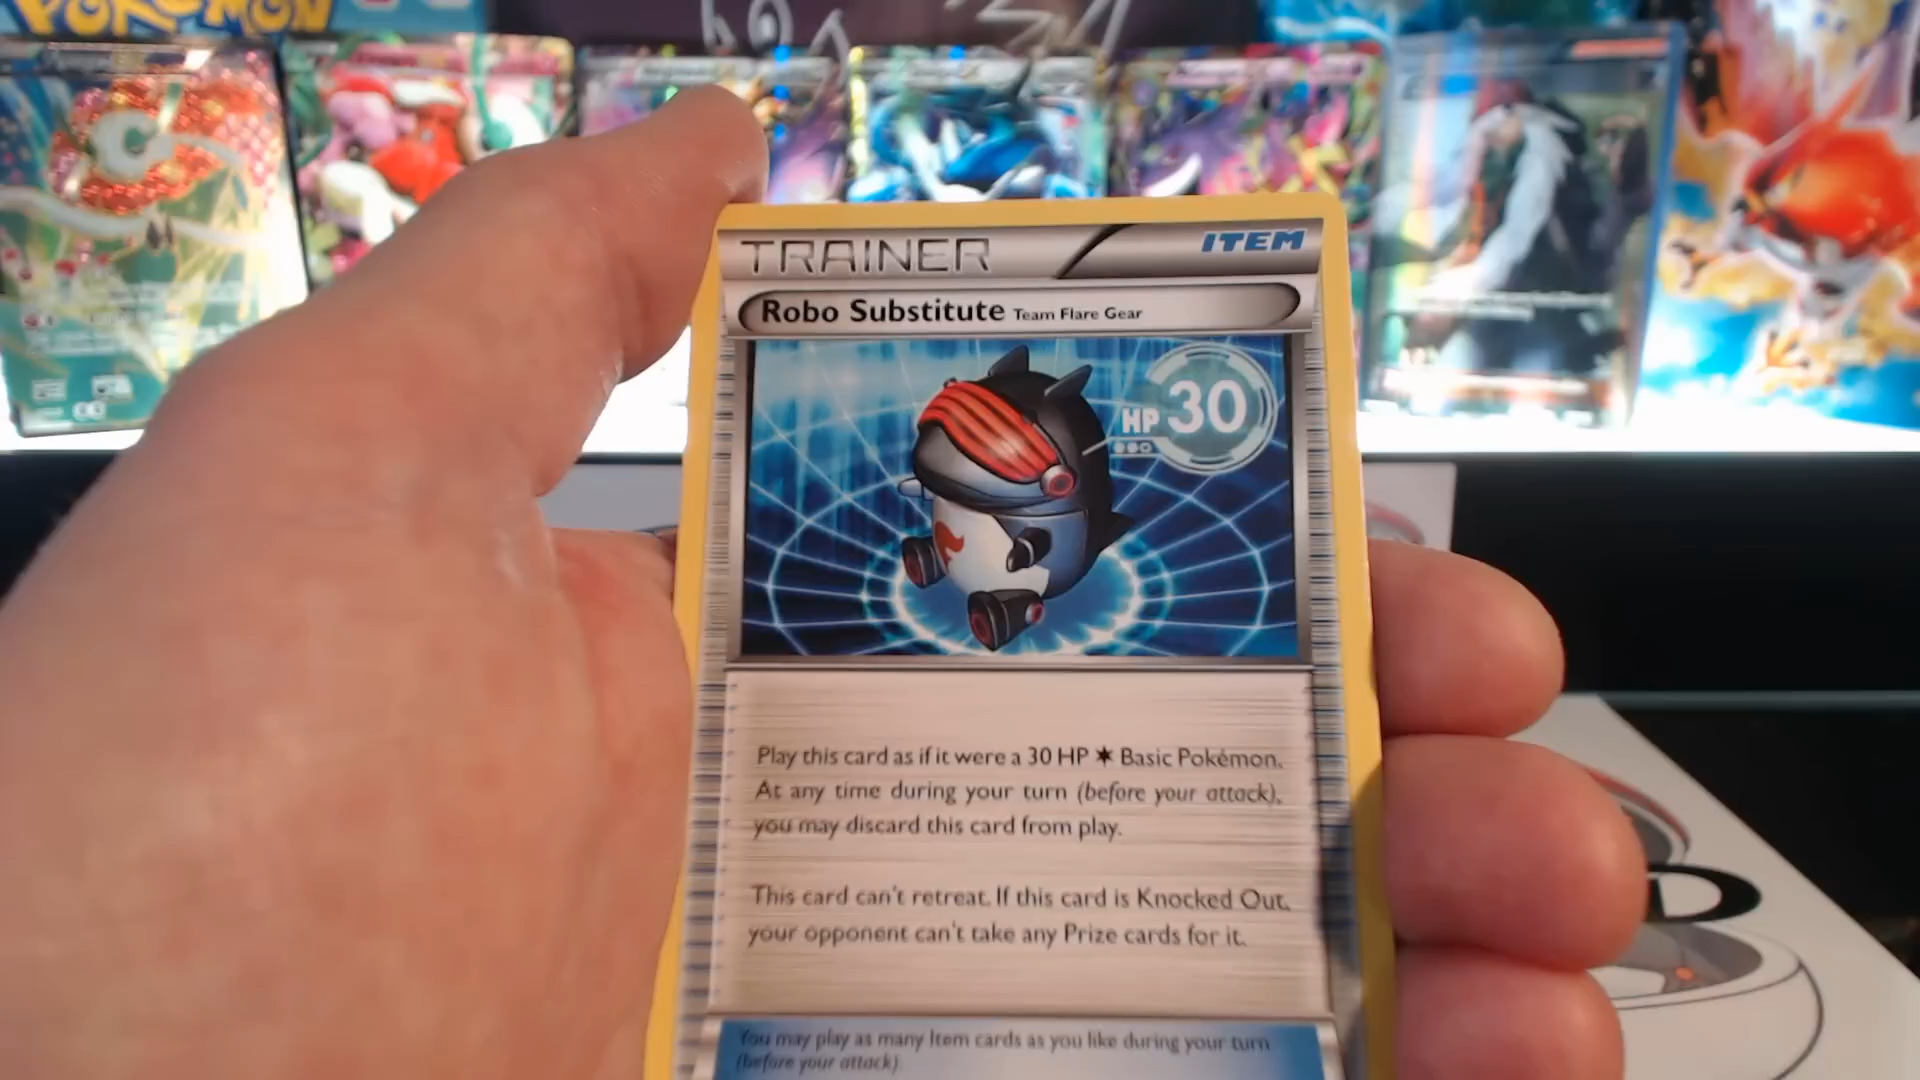 POKÉMON
TRAINER
ITEM
Robo Substitute Team Flare Gear
HP 30
Play this card as if it were a 30 HP ✶ Basic Pokémon.
At any time during your turn (before your attack),
you may discard this card from play.
This card can't retreat. If this card is Knocked Out,
your opponent can't take any Prize cards for it.
You may play as many Item cards as you like during your turn
(before your attack).